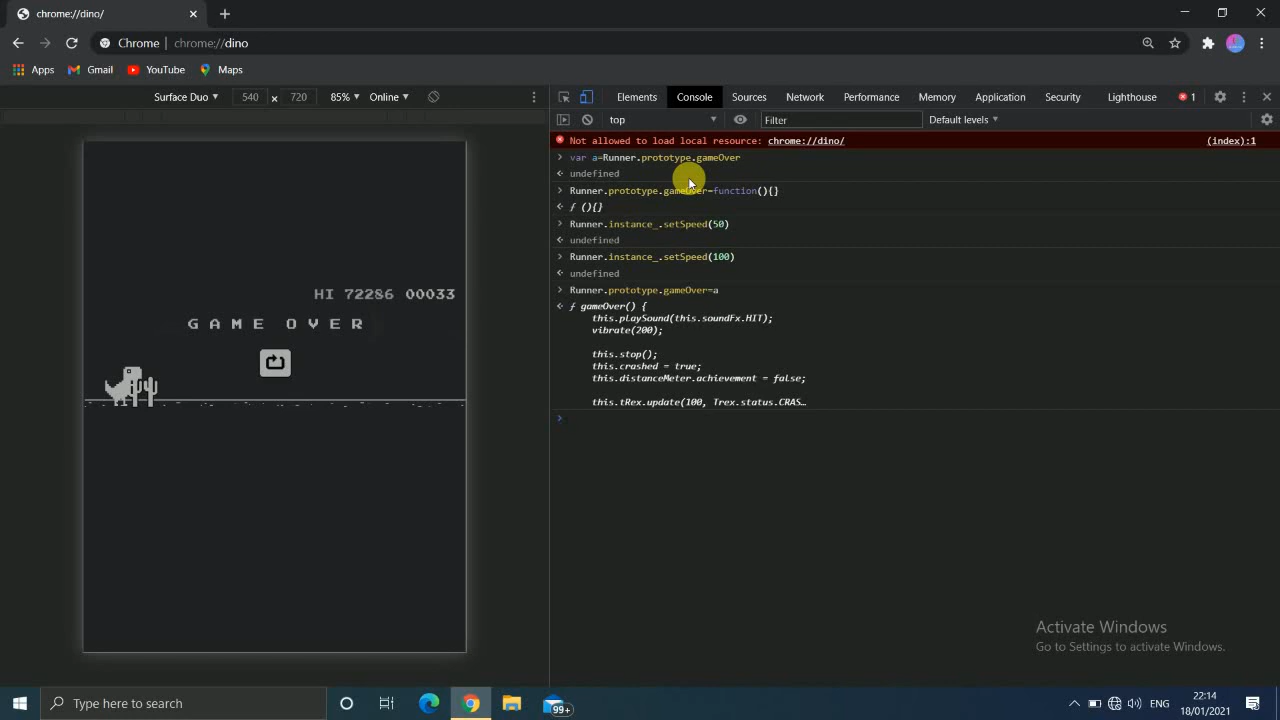 chrome://dino/
Chrome | chrome://dino
Apps Gmail YouTube Maps
Surface Duo 540 x 720 85% Online
Elements Console Sources Network Performance Memory Application Security Lighthouse 1
top Filter Default levels
Not allowed to load local resource: chrome://dino/ (index):1
var a=Runner.prototype.gameOver
undefined
Runner.prototype.gameOver=function(){}
ƒ (){}
Runner.instance_.setSpeed(50)
undefined
Runner.instance_.setSpeed(100)
undefined
Runner.prototype.gameOver=a
ƒ gameOver() {
this.playSound(this.soundFx.HIT);
vibrate(200);
this.stop();
this.crashed = true;
this.distanceMeter.achievement = false;
this.tRex.update(100, Trex.status.CRAS…
HI 72286 00033
GAME OVER
Activate Windows
Go to Settings to activate Windows.
Type here to search
99+
ENG
22:14
18/01/2021